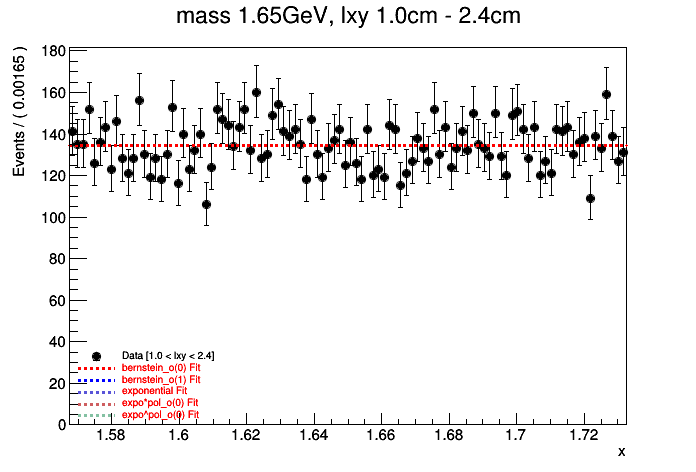 mass 1.65GeV, lxy 1.0cm - 2.4cm
Events / ( 0.00165 )
180
160
140
120
100
80
60
40
20
0
Data [1.0 < lxy < 2.4]
bernstein_o(0) Fit
bernstein_o(1) Fit
exponential Fit
expo*pol_o(0) Fit
expo^pol_o(0) Fit
1.58 1.6 1.62 1.64 1.66 1.68 1.7 1.72
x